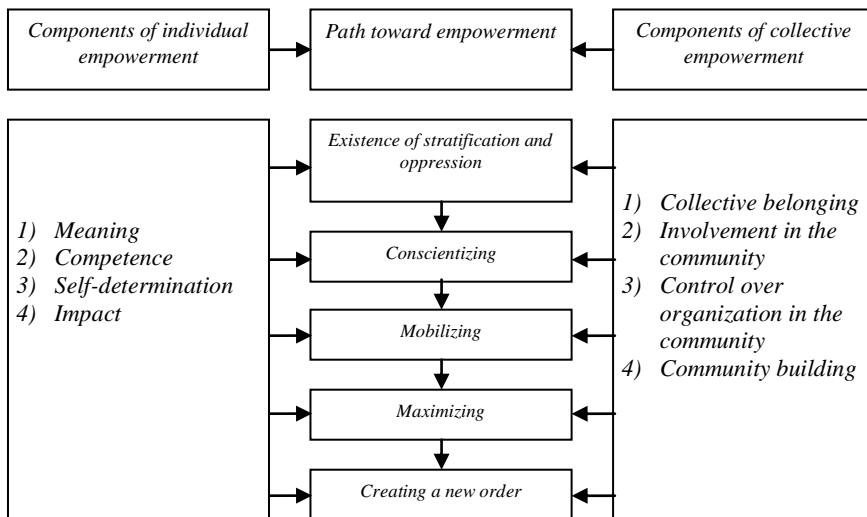 Components of individual
empowerment
Path toward empowerment
Components of collective
empowerment
1) Meaning
2) Competence
3) Self-determination
4) Impact
Existence of stratification and
oppression
Conscientizing
Mobilizing
Maximizing
Creating a new order
1) Collective belonging
2) Involvement in the
community
3) Control over
organization in the
community
4) Community building